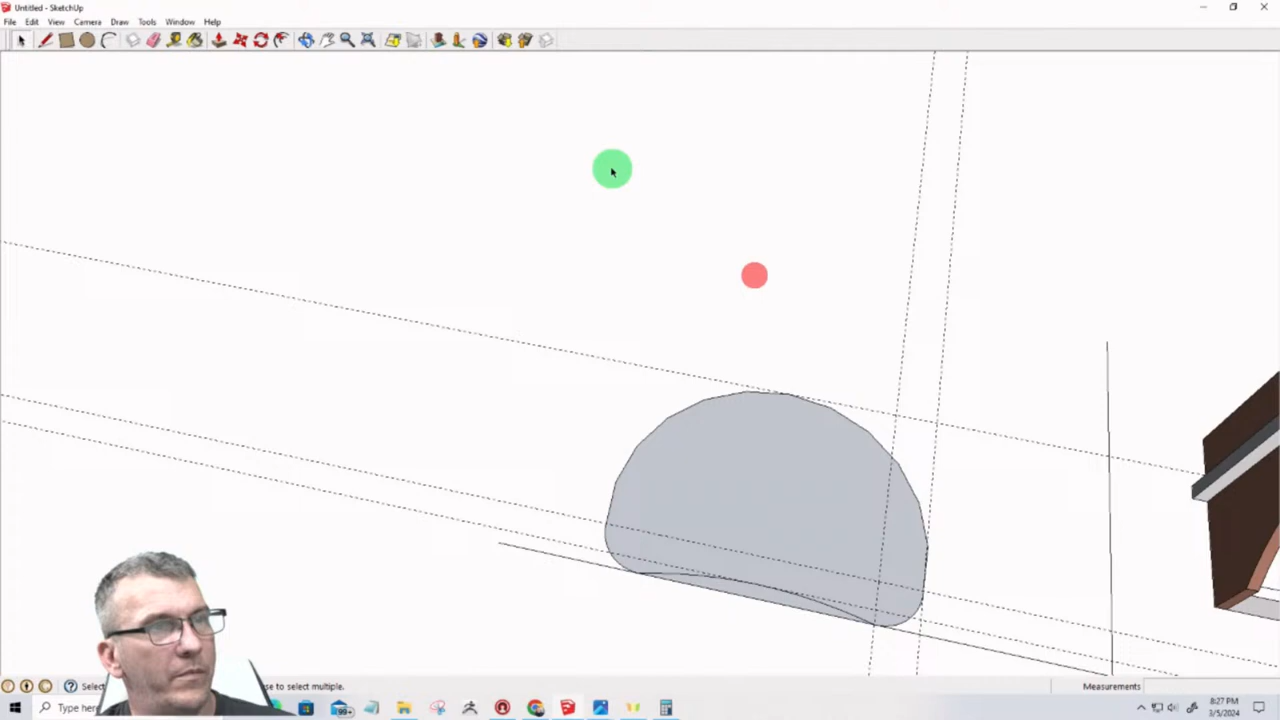 Untitled - SketchUp
File Edit View Camera Draw Tools Window Help
Select
se to select multiple.
Measurements
Type here
99+
8:27 PM
3/5/2024